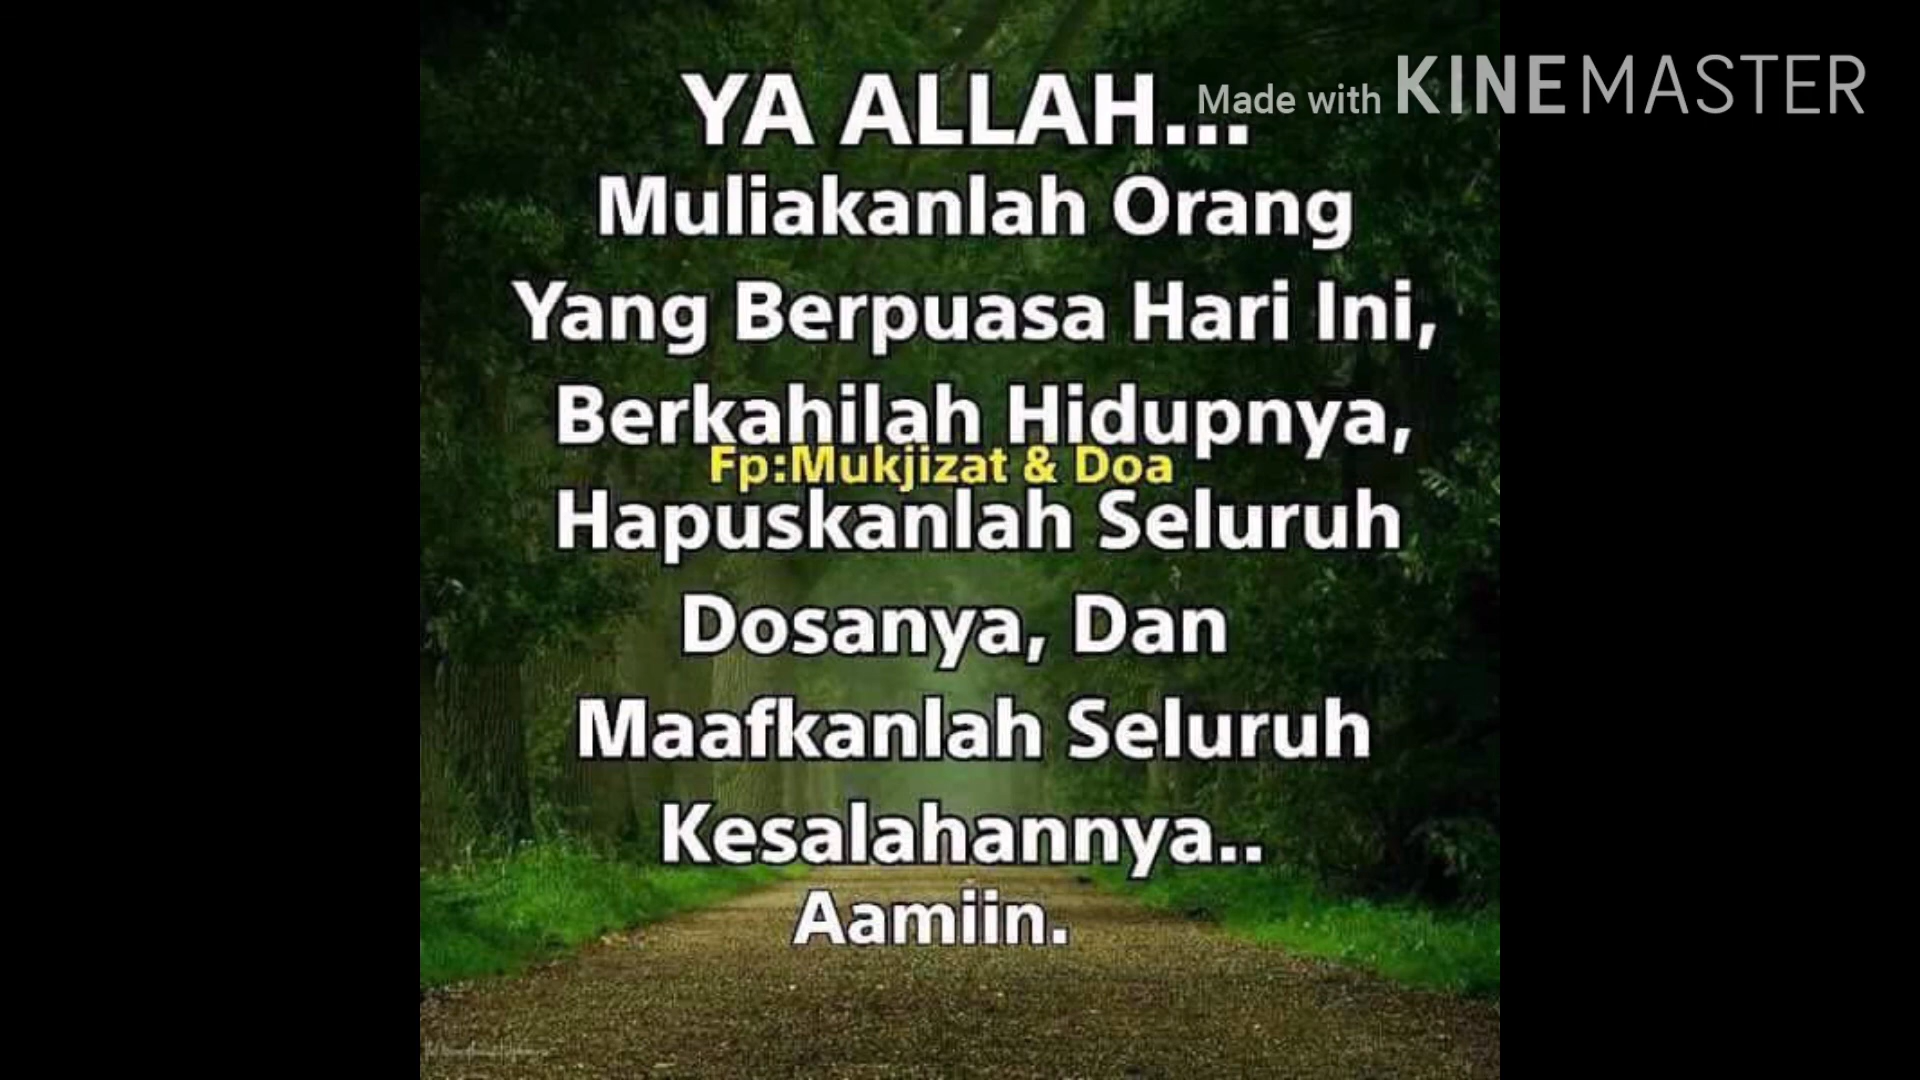 YA ALLAH...
Made with KINEMASTER
Muliakanlah Orang
Yang Berpuasa Hari Ini,
Berkahilah Hidupnya,
Fp:Mukjizat & Doa
Hapuskanlah Seluruh
Dosanya, Dan
Maafkanlah Seluruh
Kesalahannya..
Aamiin.